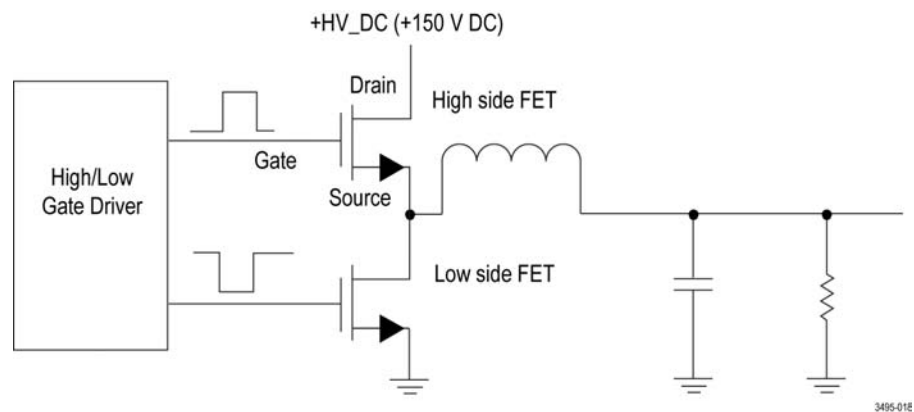 +HV_DC (+150 V DC)
Drain
High side FET
High/Low
Gate Driver
Gate
Source
Low side FET
3495-018